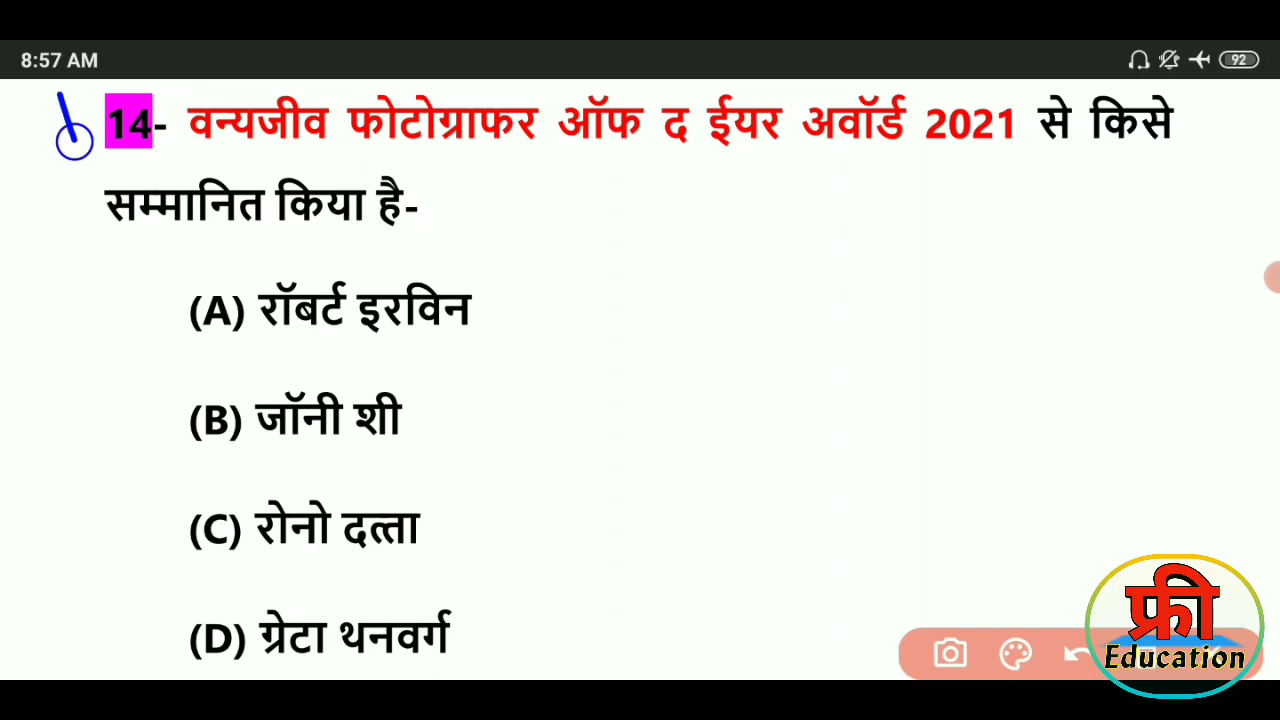 8:57 AM
92
14- वन्यजीव फोटोग्राफर ऑफ द ईयर अवॉर्ड 2021 से किसे
सम्मानित किया है-
(A) रॉबर्ट इरविन
(B) जॉनी शी
(C) रोनो दत्ता
(D) ग्रेटा थनवर्ग
फ्री
Education